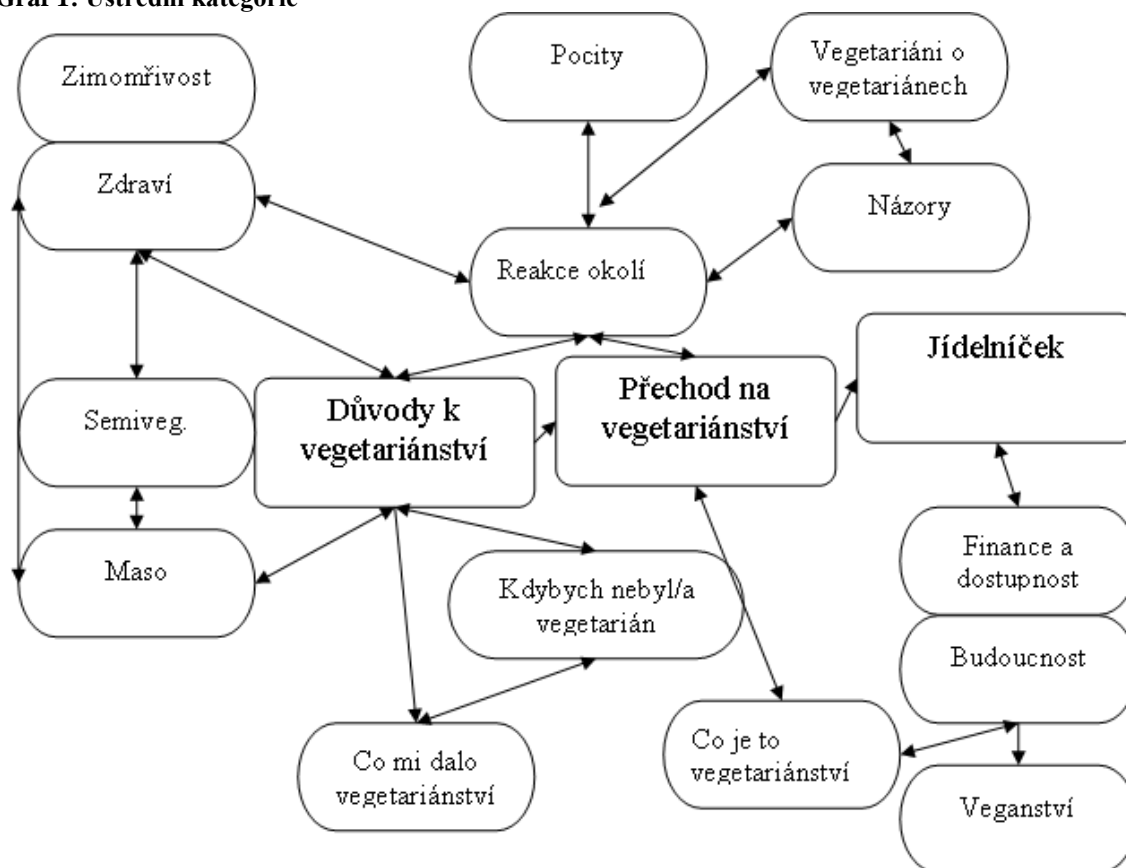 Graf 1: Ústřední kategorie
Zimomřivost
Pocity
Vegetariáni o
vegetariánech
Zdraví
Názory
Reakce okolí
Jídelníček
Přechod na
vegetariánství
Důvody k
vegetariánství
Semiveg.
Maso
Finance a
dostupnost
Kdybych nebyl/a
vegetarián
Budoucnost
Co mi dalo
vegetariánství
Co je to
vegetariánství
Veganství